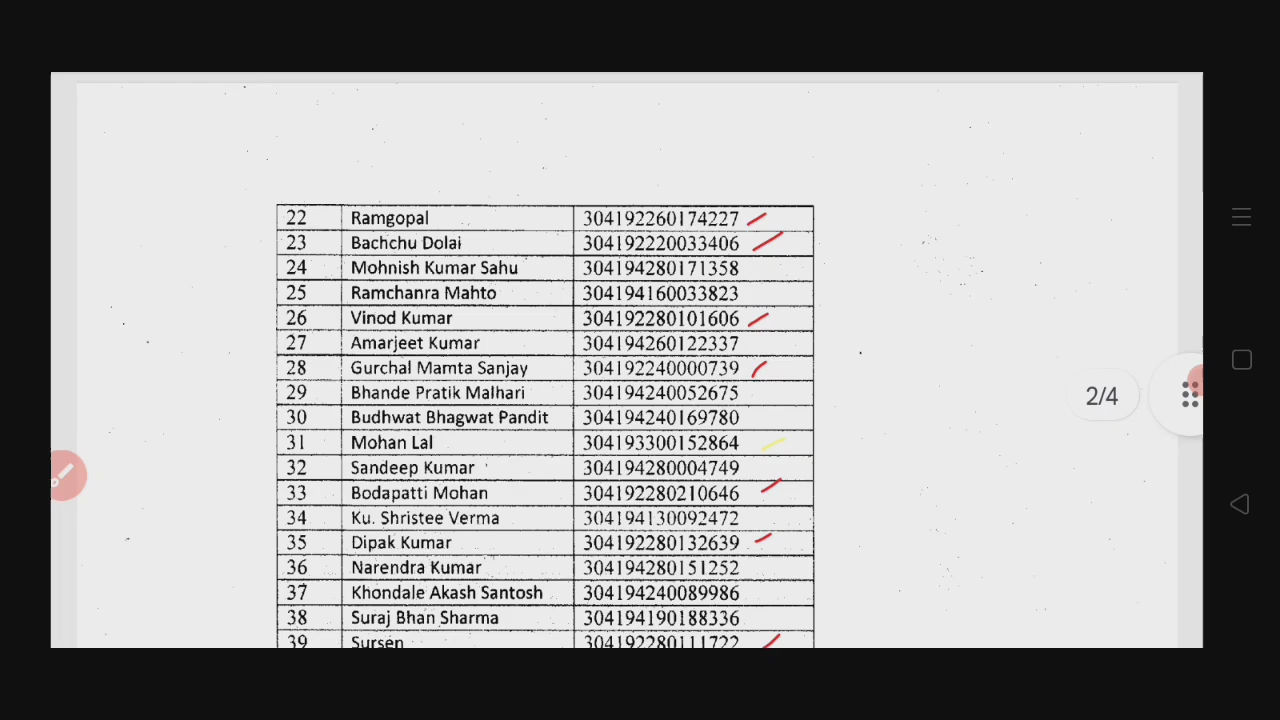 22 Ramgopal 304192260174227
23 Bachchu Dolai 304192220033406
24 Mohnish Kumar Sahu 304194280171358
25 Ramchanra Mahto 304194160033823
26 Vinod Kumar 304192280101606
27 Amarjeet Kumar 304194260122337
28 Gurchal Mamta Sanjay 304192240000739
29 Bhande Pratik Malhari 304194240052675
30 Budhwat Bhagwat Pandit 304194240169780
31 Mohan Lal 304193300152864
32 Sandeep Kumar 304194280004749
33 Bodapatti Mohan 304192280210646
34 Ku. Shristee Verma 304194130092472
35 Dipak Kumar 304192280132639
36 Narendra Kumar 304194280151252
37 Khondale Akash Santosh 304194240089986
38 Suraj Bhan Sharma 304194190188336
39 Sursen 304192280111722
2/4